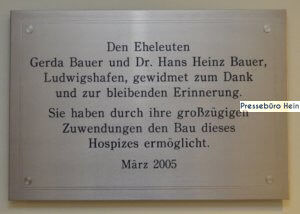 Den Eheleuten
Gerda Bauer und Dr. Hans Heinz Bauer,
Ludwigshafen, gewidmet zum Dank
und zur bleibenden Erinnerung.
Sie haben durch ihre großzügigen
Zuwendungen den Bau dieses
Hospizes ermöglicht.
März 2005
Pressebüro Hein